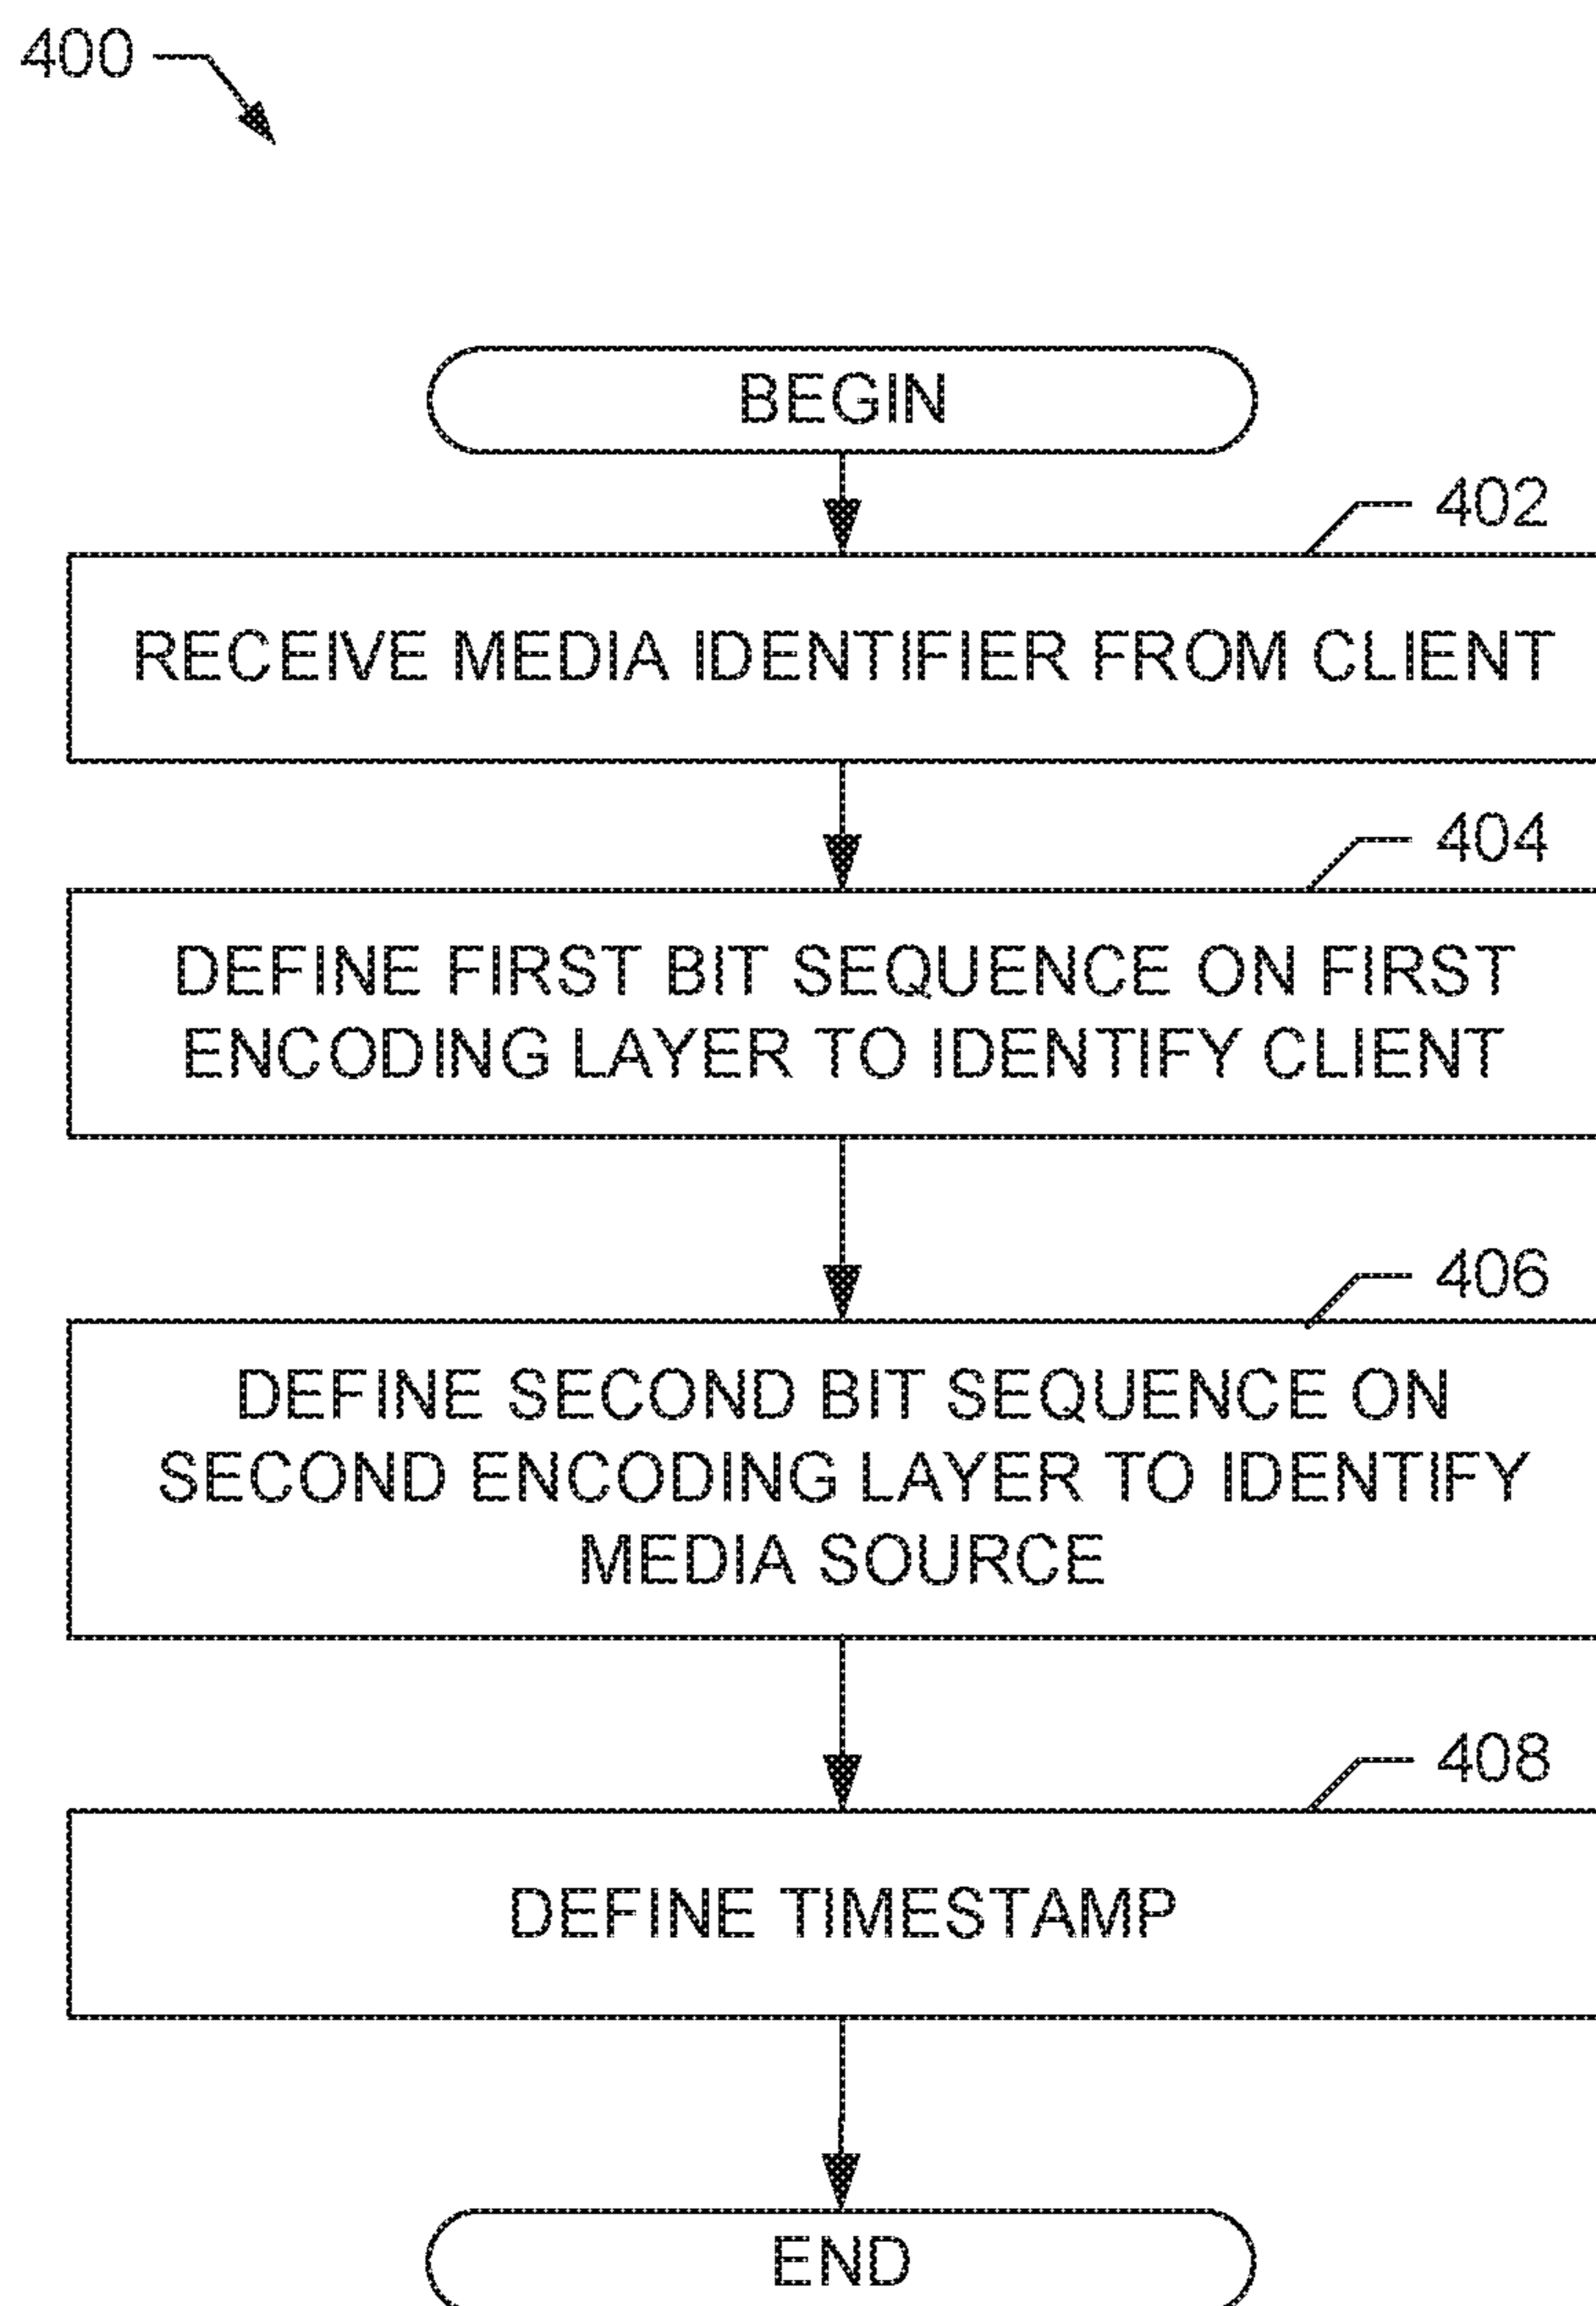 400
BEGIN
402
RECEIVE MEDIA IDENTIFIER FROM CLIENT
404
DEFINE FIRST BIT SEQUENCE ON FIRST
ENCODING LAYER TO IDENTIFY CLIENT
406
DEFINE SECOND BIT SEQUENCE ON
SECOND ENCODING LAYER TO IDENTIFY
MEDIA SOURCE
408
DEFINE TIMESTAMP
END